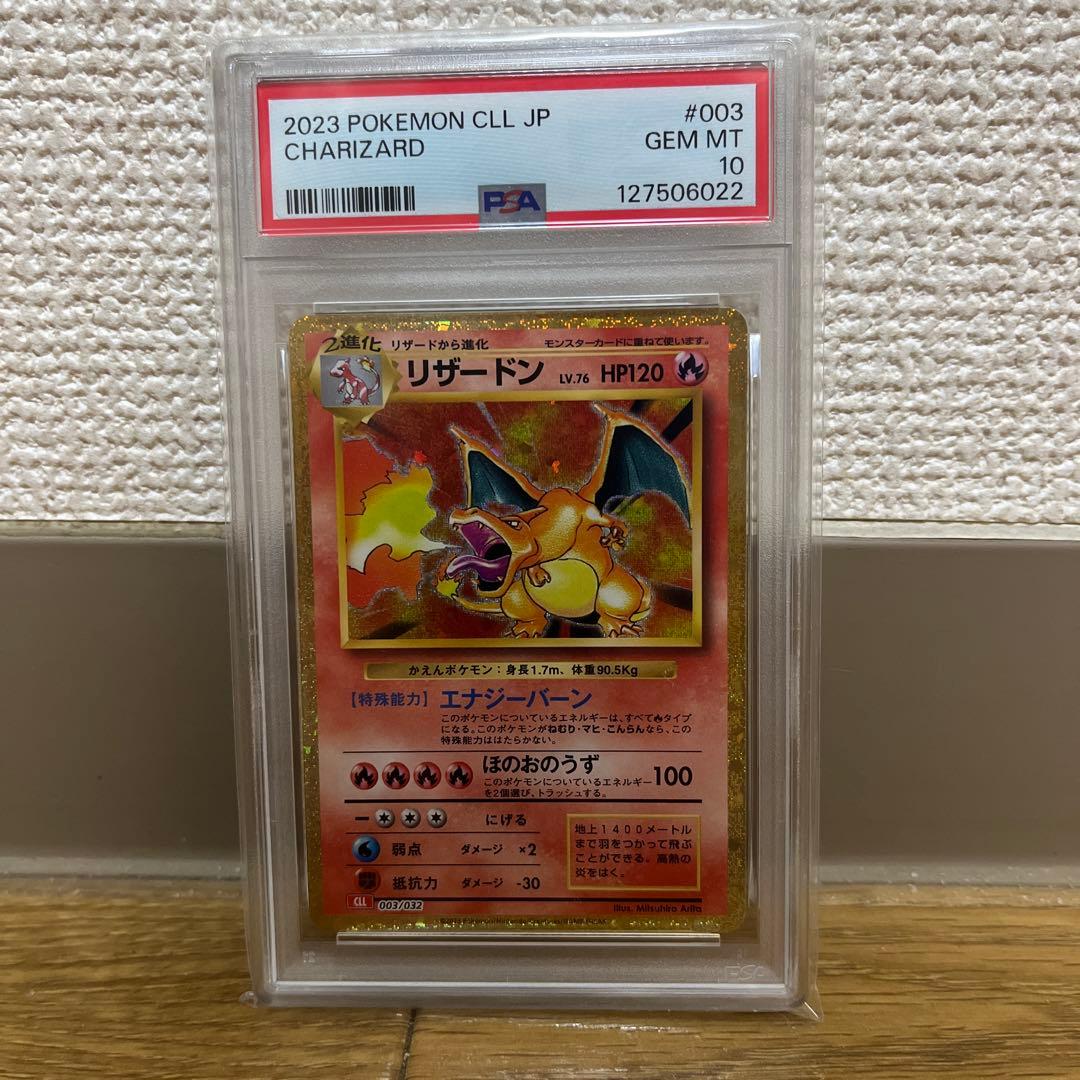 2023 POKEMON CLL JP #003
CHARIZARD GEM MT
10
PSA 127506022
2進化 リザードから進化 モンスターカードに重ねて使います。
リザードン LV.76 HP120
かえんポケモン:身長1.7m、体重90.5Kg
【特殊能力】 エナジーバーン
このポケモンについているエネルギーは、すべて🔥タイプ
になる。このポケモンがねむり・マヒ・こんらんなら、この
特殊能力ははたらかない。
ほのおのうず 100
このポケモンについているエネルギー
を2個選び、トラッシュする。
にげる
弱点 ダメージ ×2
抵抗力 ダメージ -30
地上1400メートル
まで羽をつかって飛ぶ
ことができる。高熱の
炎をはく。
CLL 003/032 Illus. Mitsuhiro Arita